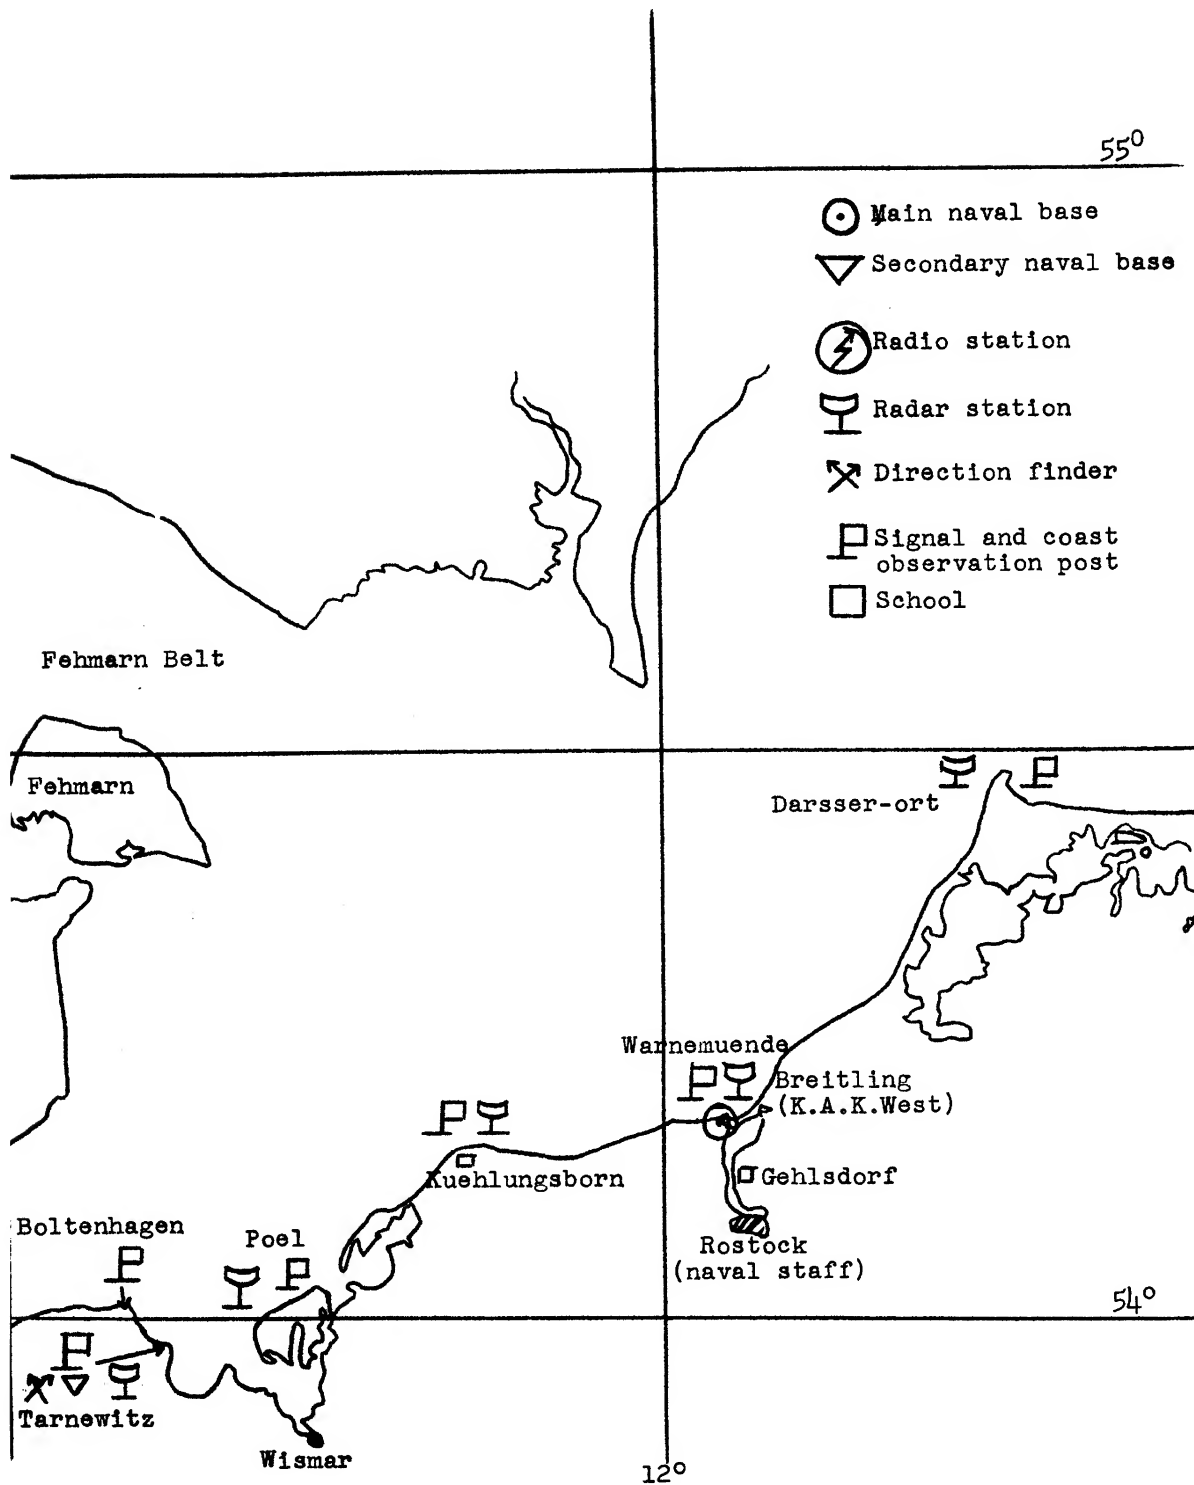 55°
Main naval base
Secondary naval base
Radio station
Radar station
Direction finder
Signal and coast
observation post
School
Fehmarn Belt
Fehmarn
Darsser-ort
Warnemuende
Breitling
(K.A.K.West)
Kuehlungsborn
Gehlsdorf
Boltenhagen
Poel
Rostock
(naval staff)
54°
Tarnewitz
Wismar
12°